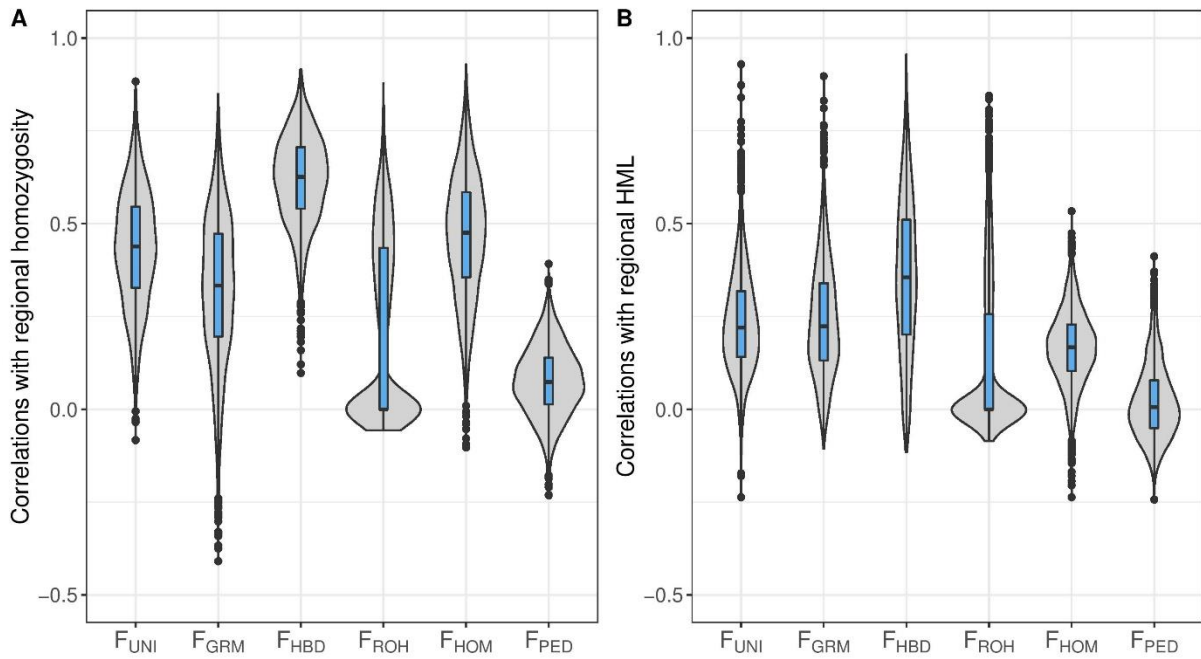 A
Correlations with regional homozygosity
1.0
0.5
0.0
−0.5
F_UNI F_GRM F_HBD F_ROH F_HOM F_PED
B
Correlations with regional HML
1.0
0.5
0.0
−0.5
F_UNI F_GRM F_HBD F_ROH F_HOM F_PED